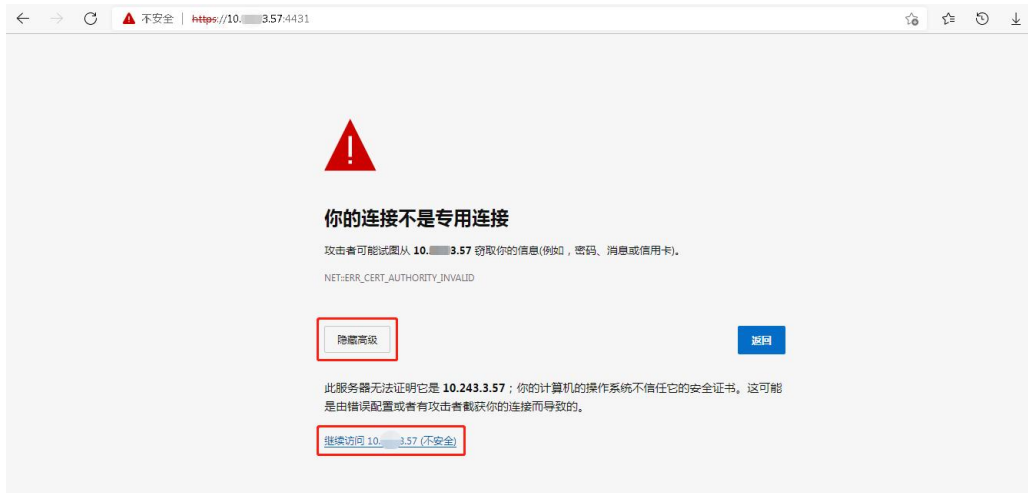 不安全 | https://10. 3.57:4431
你的连接不是专用连接
攻击者可能试图从 10. 3.57 窃取你的信息(例如，密码、消息或信用卡)。
NET::ERR_CERT_AUTHORITY_INVALID
隐藏高级
返回
此服务器无法证明它是 10.243.3.57；你的计算机的操作系统不信任它的安全证书。这可能
是由错误配置或者有攻击者截获你的连接而导致的。
继续访问 10. 3.57 (不安全)